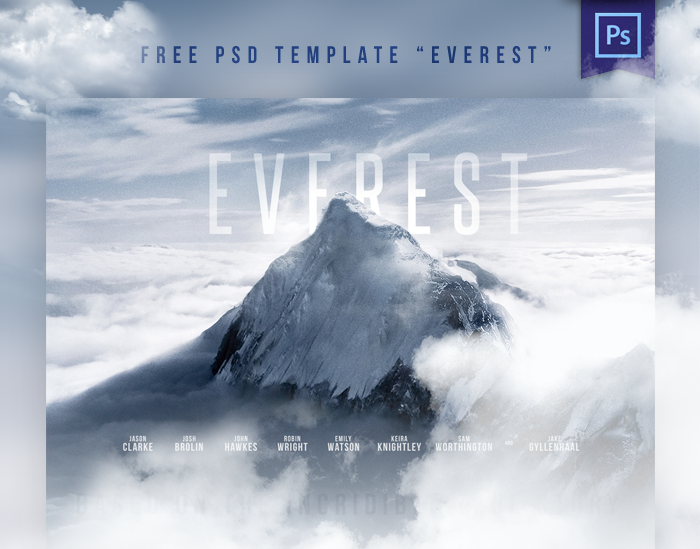 FREE PSD TEMPLATE “EVEREST”
Ps
EVEREST
JASON JOSH JOHN ROBIN EMILY KEIRA SAM JAKE
CLARKE BROLIN HAWKES WRIGHT WATSON KNIGHTLEY WORTHINGTON AND GYLLENHAAL